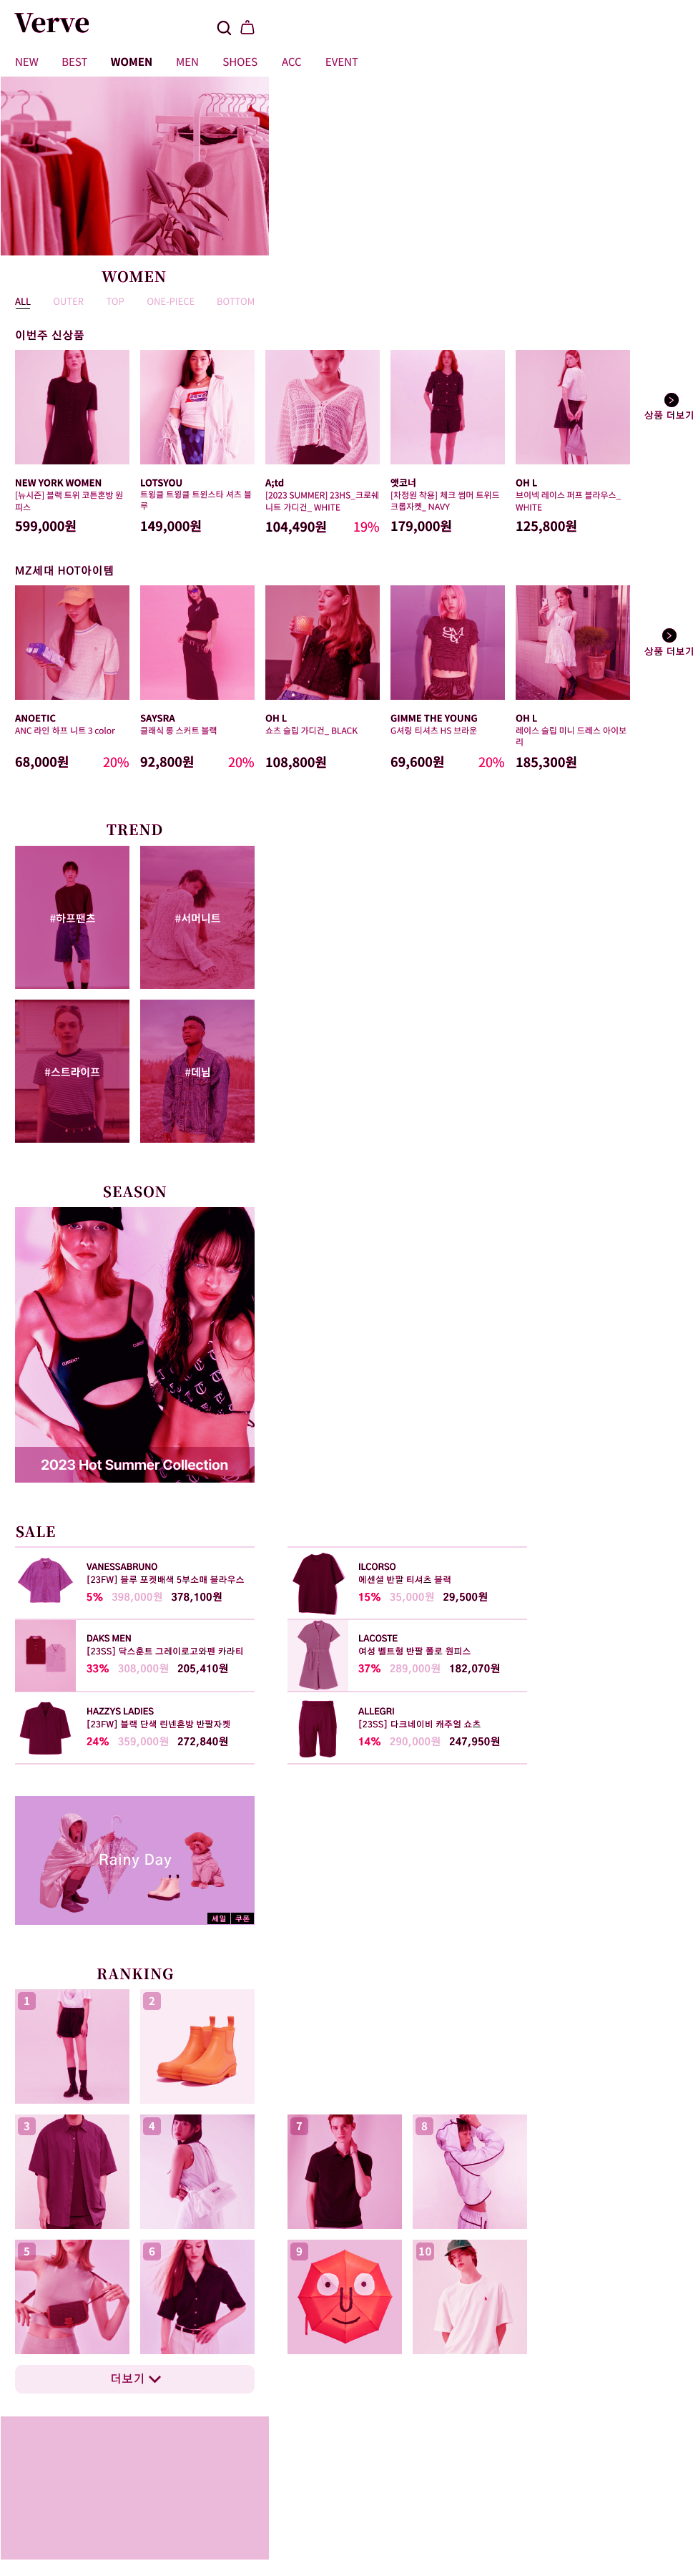 Verve
NEW BEST WOMEN MEN SHOES ACC EVENT
WOMEN
ALL OUTER TOP ONE-PIECE BOTTOM
이번주 신상품
상품 더보기
NEW YORK WOMEN
[뉴시즌] 블랙 트위 코튼혼방 원
피스
599,000원
LOTSYOU
트윙클 트윙클 트윈스타 셔츠 블
루
149,000원
A;td
[2023 SUMMER] 23HS_크로쉐
니트 가디건_ WHITE
104,490원 19%
앳코너
[차정원 착용] 체크 썸머 트위드
크롭자켓_ NAVY
179,000원
OH L
브이넥 레이스 퍼프 블라우스_
WHITE
125,800원
MZ세대 HOT아이템
상품 더보기
ANOETIC
ANC 라인 하프 니트 3 color
68,000원 20%
SAYSRA
클래식 롱 스커트 블랙
92,800원 20%
OH L
쇼츠 슬립 가디건_ BLACK
108,800원
GIMME THE YOUNG
G셔링 티셔츠 HS 브라운
69,600원 20%
OH L
레이스 슬립 미니 드레스 아이보
리
185,300원
TREND
#하프팬츠
#서머니트
#스트라이프
#데님
SEASON
2023 Hot Summer Collection
SALE
VANESSABRUNO
[23FW] 블루 포켓배색 5부소매 블라우스
5% 398,000원 378,100원
DAKS MEN
[23SS] 닥스훈트 그레이로고와펜 카라티
33% 308,000원 205,410원
HAZZYS LADIES
[23FW] 블랙 단색 린넨혼방 반팔자켓
24% 359,000원 272,840원
ILCORSO
에센셜 반팔 티셔츠 블랙
15% 35,000원 29,500원
LACOSTE
여성 벨트형 반팔 폴로 원피스
37% 289,000원 182,070원
ALLEGRI
[23SS] 다크네이비 캐주얼 쇼츠
14% 290,000원 247,950원
Rainy Day
세일 쿠폰
RANKING
1
2
3
4
5
6
7
8
9
10
더보기